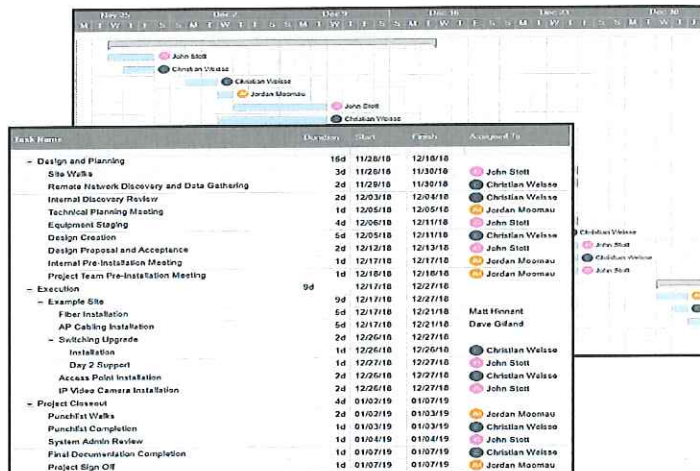 Nov 25 Dec 2 Dec 9 Dec 16 Dec 23 Dec 30
John Stott
Christian Weisse
Christian Weisse
Jordan Moomau
John Stott
Christian Weisse
Task Name Duration Start Finish Assigned To
– Design and Planning 16d 11/28/18 12/18/18
Site Walks 3d 11/28/18 11/30/18 John Stott
Remote Network Discovery and Data Gathering 2d 11/29/18 11/30/18 Christian Weisse
Internal Discovery Review 2d 12/03/18 12/04/18 Christian Weisse
Technical Planning Meeting 1d 12/05/18 12/05/18 Jordan Moomau
Equipment Staging 4d 12/06/18 12/11/18 John Stott
Design Creation 5d 12/05/18 12/11/18 Christian Weisse
Design Proposal and Acceptance 2d 12/12/18 12/13/18 John Stott
Internal Pre-Installation Meeting 1d 12/17/18 12/17/18 Jordan Moomau
Project Team Pre-Installation Meeting 1d 12/18/18 12/18/18 Jordan Moomau
– Execution 9d 12/17/18 12/27/18
– Example Site 9d 12/17/18 12/27/18
Fiber Installation 5d 12/17/18 12/21/18 Matt Hinnant
AP Cabling Installation 5d 12/17/18 12/21/18 Dave Giland
– Switching Upgrade 2d 12/26/18 12/27/18
Installation 1d 12/26/18 12/26/18 Christian Weisse
Day 2 Support 1d 12/27/18 12/27/18 John Stott
Access Point Installation 2d 12/26/18 12/27/18 Christian Weisse
IP Video Camera Installation 2d 12/26/18 12/27/18 John Stott
– Project Closeout 4d 01/02/19 01/07/19
Punchlist Walks 2d 01/02/19 01/03/19 Jordan Moomau
Punchlist Completion 1d 01/03/19 01/03/19 Christian Weisse
System Admin Review 1d 01/04/19 01/04/19 John Stott
Final Documentation Completion 1d 01/07/19 01/07/19 Christian Weisse
Project Sign Off 1d 01/07/19 01/07/19 Jordan Moomau
Christian Weisse
John Stott
Christian Weisse
John Stott